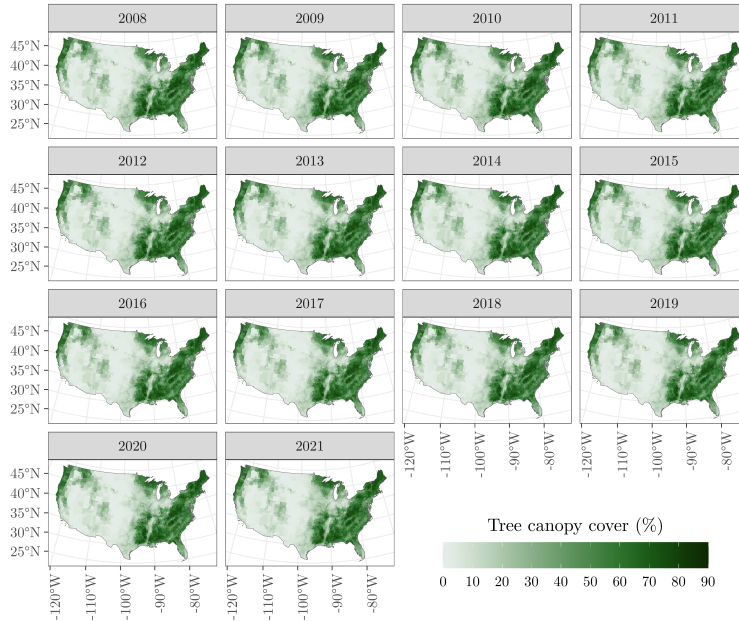 2008 2009 2010 2011
45°N
40°N
35°N
30°N
25°N
2012 2013 2014 2015
45°N
40°N
35°N
30°N
25°N
2016 2017 2018 2019
45°N
40°N
35°N
30°N
25°N
-120°W -110°W -100°W -90°W -80°W -120°W -110°W -100°W -90°W -80°W
2020 2021
45°N
40°N
35°N
30°N
25°N
-120°W -110°W -100°W -90°W -80°W -120°W -110°W -100°W -90°W -80°W
Tree canopy cover (%)
0 10 20 30 40 50 60 70 80 90